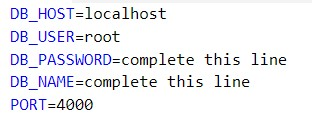 DB_HOST=localhost
DB_USER=root
DB_PASSWORD=complete this line
DB_NAME=complete this line
PORT=4000